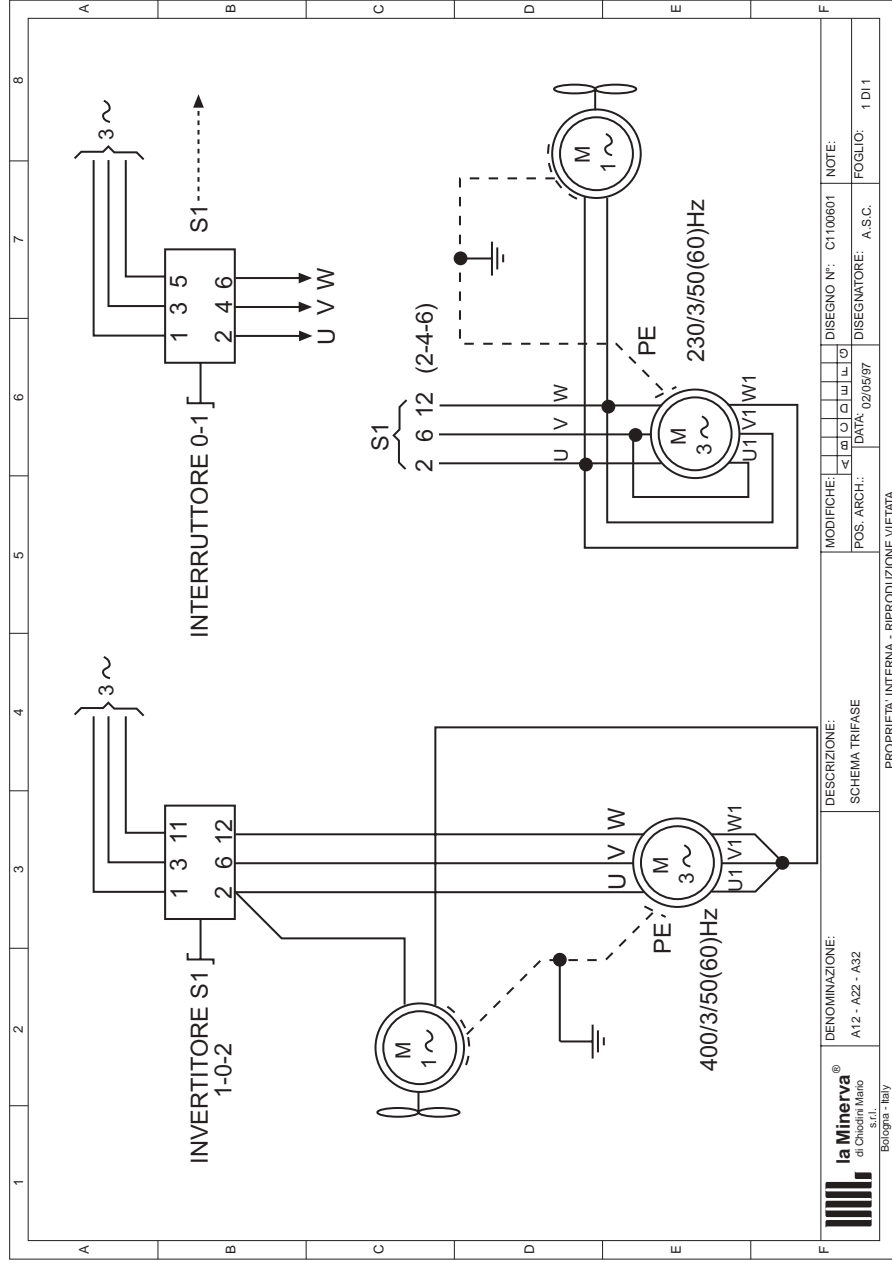 1 2 3 4 5 6 7 8
A B C D E F
A B C D E F
3~
1 3 11
2 6 12
INVERTITORE S1
1-0-2
M
1~
U V W
M
3~
PE
U1 V1 W1
400/3/50(60)Hz
3~
1 3 5
2 4 6
S1
INTERRUTTORE 0-1
U V W
S1
2 6 12 (2-4-6)
U V W
M
3~
PE
U1 V1 W1
230/3/50(60)Hz
M
1~
la Minerva®
di Chiodini Mario
s.r.l.
Bologna - Italy
DENOMINAZIONE:
A12 - A22 - A32
DESCRIZIONE:
SCHEMA TRIFASE
MODIFICHE: A B C D E F G
POS. ARCH.:
DATA: 02/05/97
DISEGNO N°: C1100601
DISEGNATORE: A.S.C.
NOTE:
FOGLIO: 1 DI 1
PROPRIETA' INTERNA - RIPRODUZIONE VIETATA